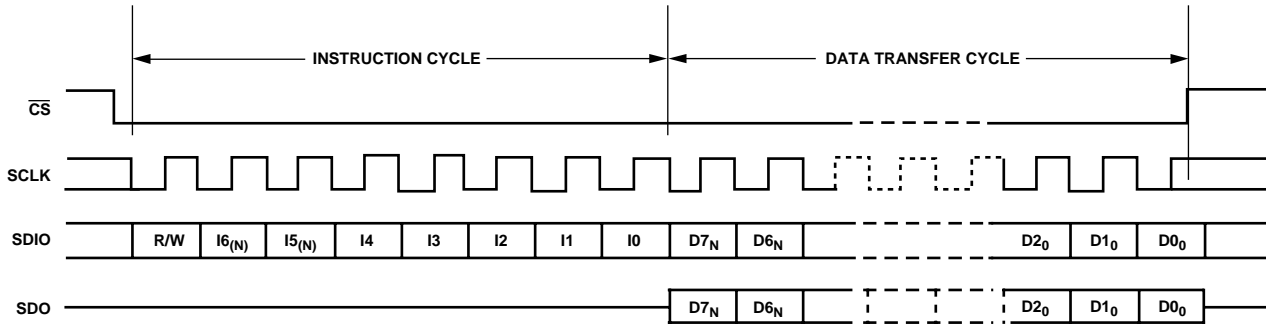 INSTRUCTION CYCLE DATA TRANSFER CYCLE
CS
SCLK
SDIO R/W I6(N) I5(N) I4 I3 I2 I1 I0 D7N D6N D20 D10 D00
SDO D7N D6N D20 D10 D00